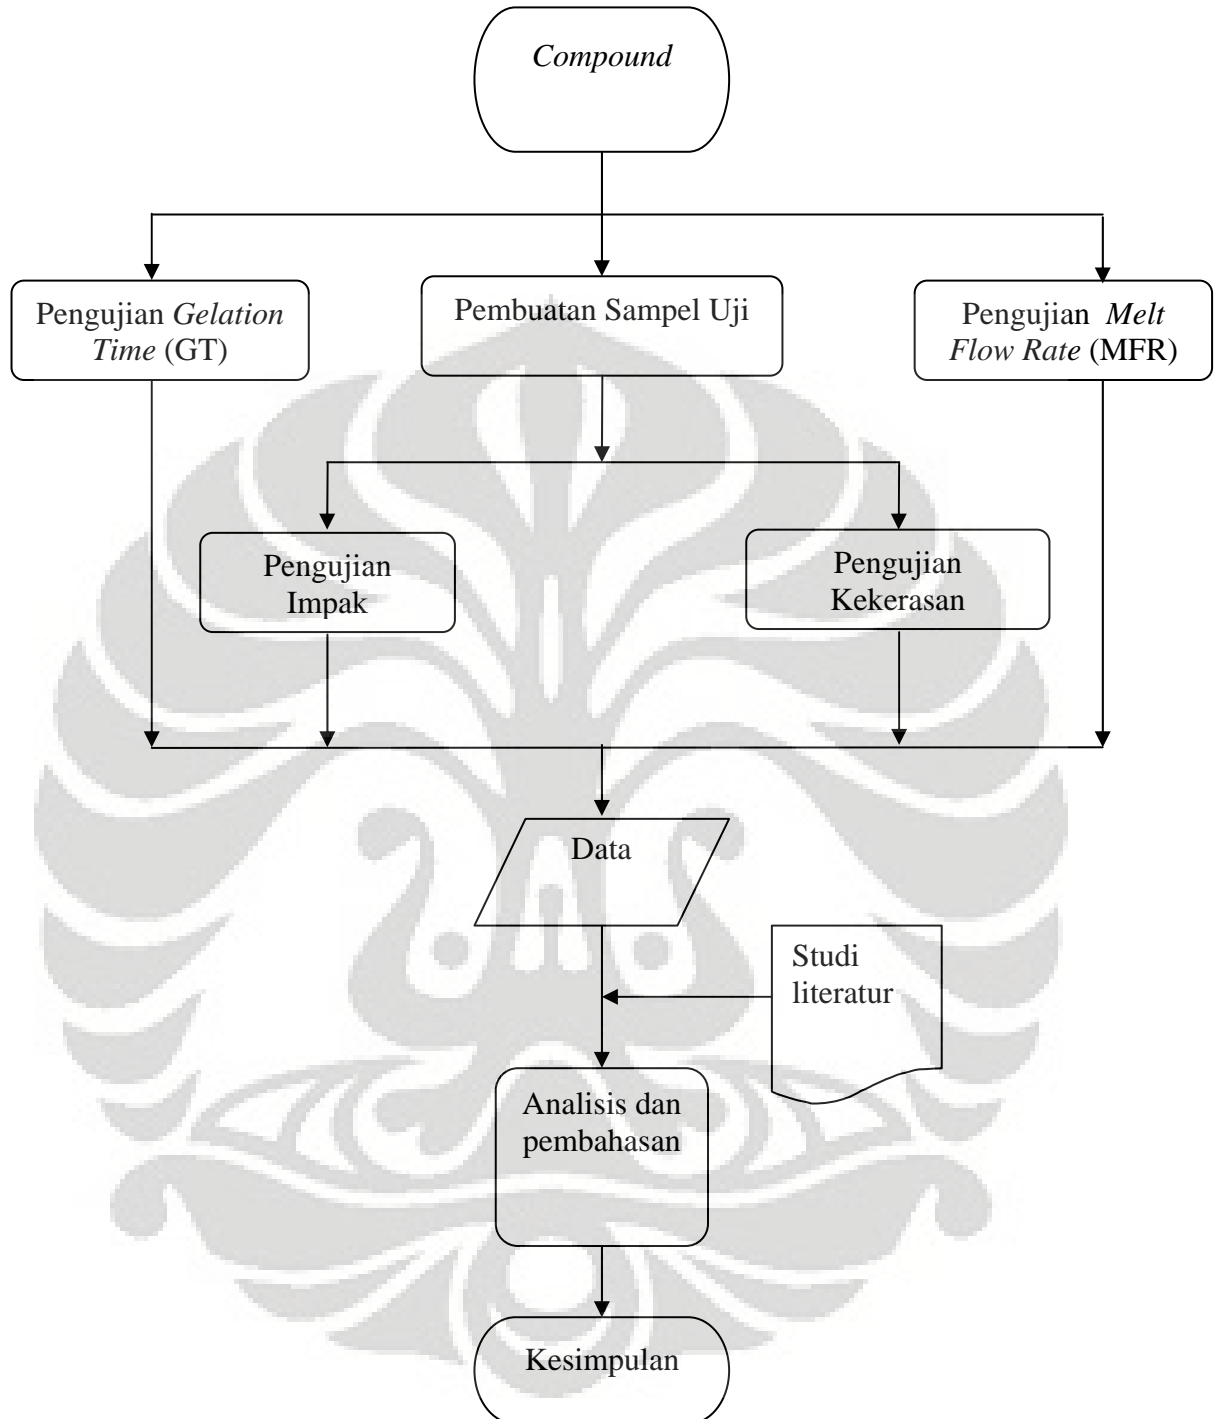 Compound
Pengujian Gelation
Time (GT)
Pembuatan Sampel Uji
Pengujian Melt
Flow Rate (MFR)
Pengujian
Impak
Pengujian
Kekerasan
Data
Studi
literatur
Analisis dan
pembahasan
Kesimpulan